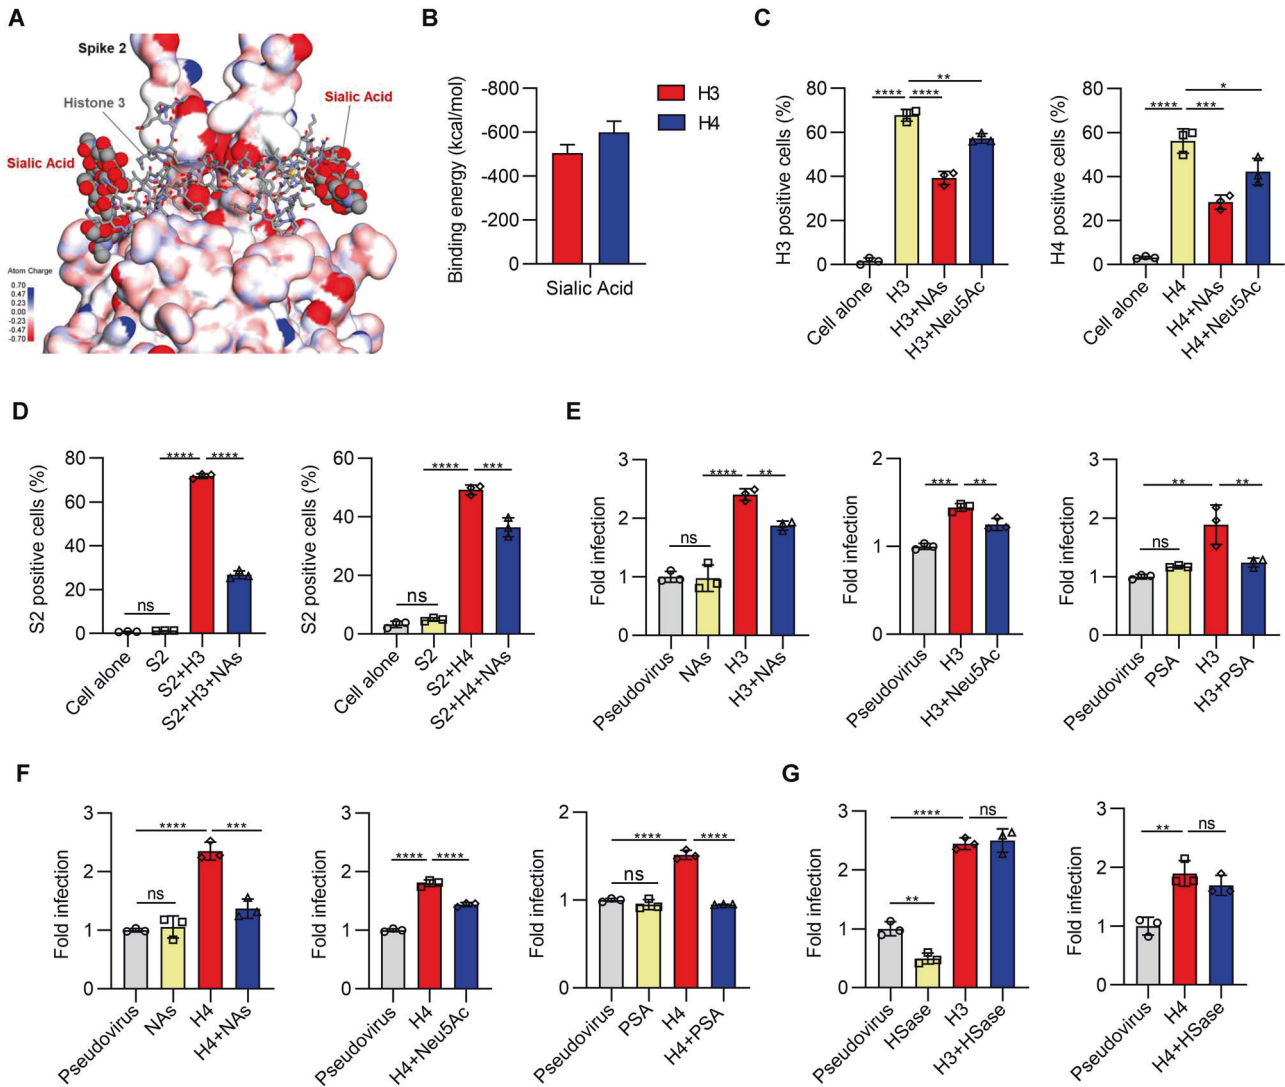 A
Spike 2
Histone 3
Sialic Acid
Sialic Acid
Atom Charge
0.70
0.47
0.23
0.00
-0.23
-0.47
-0.70
B
Binding energy (kcal/mol)
-800
-600
-400
-200
0
Sialic Acid
H3
H4
C
H3 positive cells (%)
80
60
40
20
0
**
**** ****
Cell alone
H3
H3+NAs
H3+Neu5Ac
H4 positive cells (%)
80
60
40
20
0
*
**** ***
Cell alone
H4
H4+NAs
H4+Neu5Ac
D
S2 positive cells (%)
80
60
40
20
0
**** ****
ns
Cell alone
S2
S2+H3
S2+H3+NAs
S2 positive cells (%)
60
40
20
0
**** ***
ns
Cell alone
S2
S2+H4
S2+H4+NAs
E
Fold infection
3
2
1
0
**** **
ns
Pseudovirus
NAs
H3
H3+NAs
Fold infection
2
1
0
*** **
Pseudovirus
H3
H3+Neu5Ac
Fold infection
3
2
1
0
** **
ns
Pseudovirus
PSA
H3
H3+PSA
F
Fold infection
3
2
1
0
**** ***
ns
Pseudovirus
NAs
H4
H4+NAs
Fold infection
3
2
1
0
**** ****
Pseudovirus
H4
H4+Neu5Ac
Fold infection
2
1
0
**** ****
ns
Pseudovirus
PSA
H4
H4+PSA
G
Fold infection
3
2
1
0
**** ns
**
Pseudovirus
HSase
H3
H3+HSase
Fold infection
3
2
1
0
** ns
Pseudovirus
H4
H4+HSase